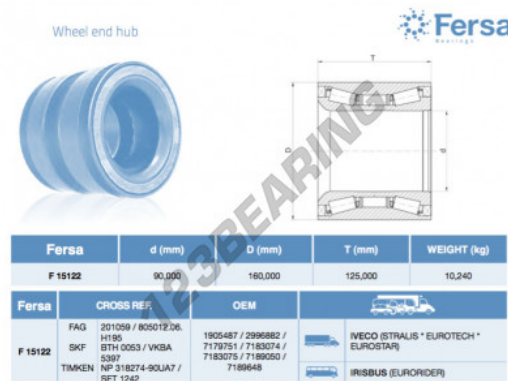 Wheel end hub
Fersa
Bearings
T
D
d
123BEARING
Fersa d (mm) D (mm) T (mm) WEIGHT (kg)
F 15122 90,000 160,000 125,000 10,240
Fersa CROSS REF. OEM
F 15122
FAG 201059 / 805012.06. H195
SKF BTH 0053 / VKBA 5397
TIMKEN NP 318274-90UA7 / SET 1242
1905487 / 2996882 /
7179751 / 7183074 /
7183075 / 7189050 /
7189648
IVECO (STRALIS * EUROTECH *
EUROSTAR)
IRISBUS (EURORIDER)